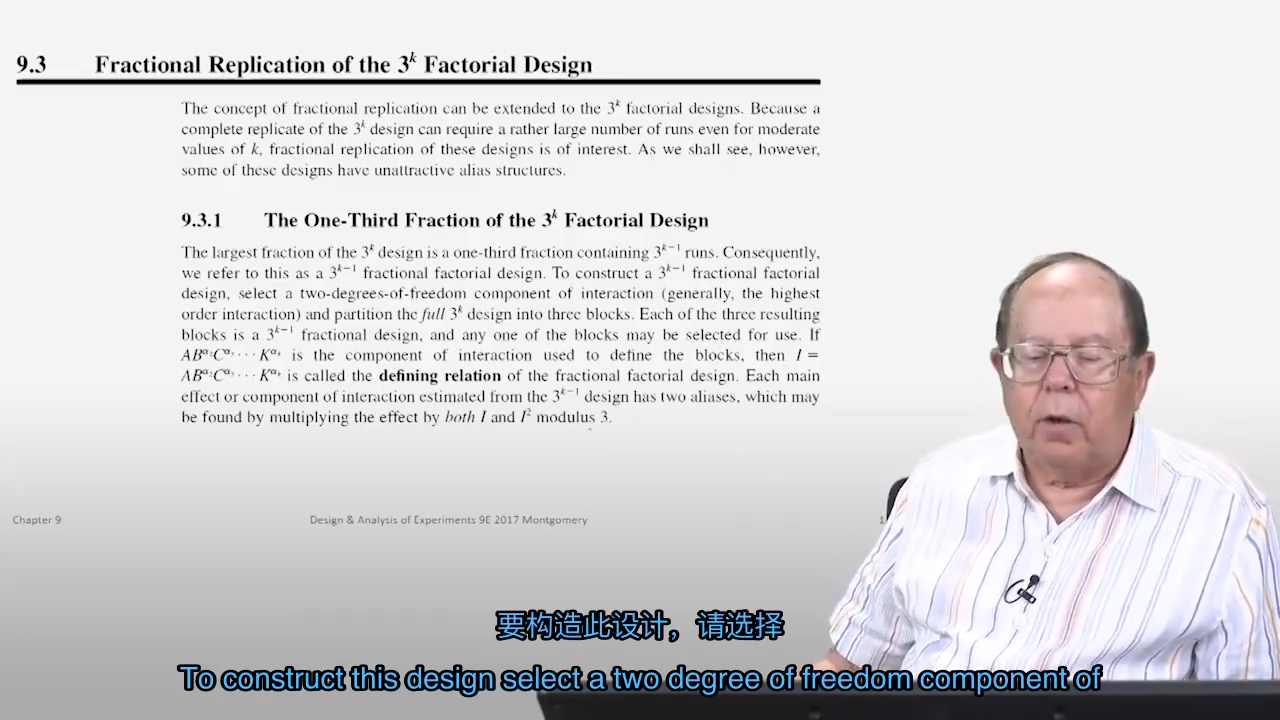 9.3 Fractional Replication of the 3^k Factorial Design
The concept of fractional replication can be extended to the 3^k factorial designs. Because a
complete replicate of the 3^k design can require a rather large number of runs even for moderate
values of k, fractional replication of these designs is of interest. As we shall see, however,
some of these designs have unattractive alias structures.
9.3.1 The One-Third Fraction of the 3^k Factorial Design
The largest fraction of the 3^k design is a one-third fraction containing 3^{k−1} runs. Consequently,
we refer to this as a 3^{k−1} fractional factorial design. To construct a 3^{k−1} fractional factorial
design, select a two-degrees-of-freedom component of interaction (generally, the highest
order interaction) and partition the full 3^k design into three blocks. Each of the three resulting
blocks is a 3^{k−1} fractional design, and any one of the blocks may be selected for use. If
AB^{α₂}C^{α₃} · · · K^{αₖ} is the component of interaction used to define the blocks, then I =
AB^{α₂}C^{α₃} · · · K^{αₖ} is called the defining relation of the fractional factorial design. Each main
effect or component of interaction estimated from the 3^{k−1} design has two aliases, which may
be found by multiplying the effect by both I and I² modulus 3.
Chapter 9 Design & Analysis of Experiments 9E 2017 Montgomery
要构造此设计，请选择
To construct this design select a two degree of freedom component of